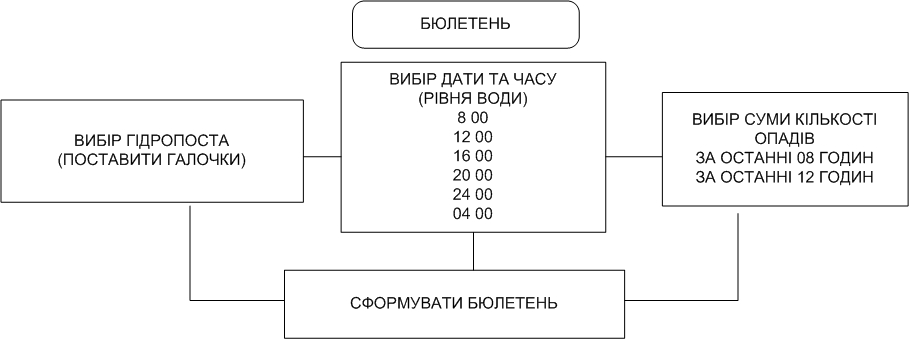 БЮЛЕТЕНЬ
ВИБІР ДАТИ ТА ЧАСУ
(РІВНЯ ВОДИ)
8 00
12 00
16 00
20 00
24 00
04 00
ВИБІР ГІДРОПОСТА
(ПОСТАВИТИ ГАЛОЧКИ)
ВИБІР СУМИ КІЛЬКОСТІ
ОПАДІВ
ЗА ОСТАННІ 08 ГОДИН
ЗА ОСТАННІ 12 ГОДИН
СФОРМУВАТИ БЮЛЕТЕНЬ